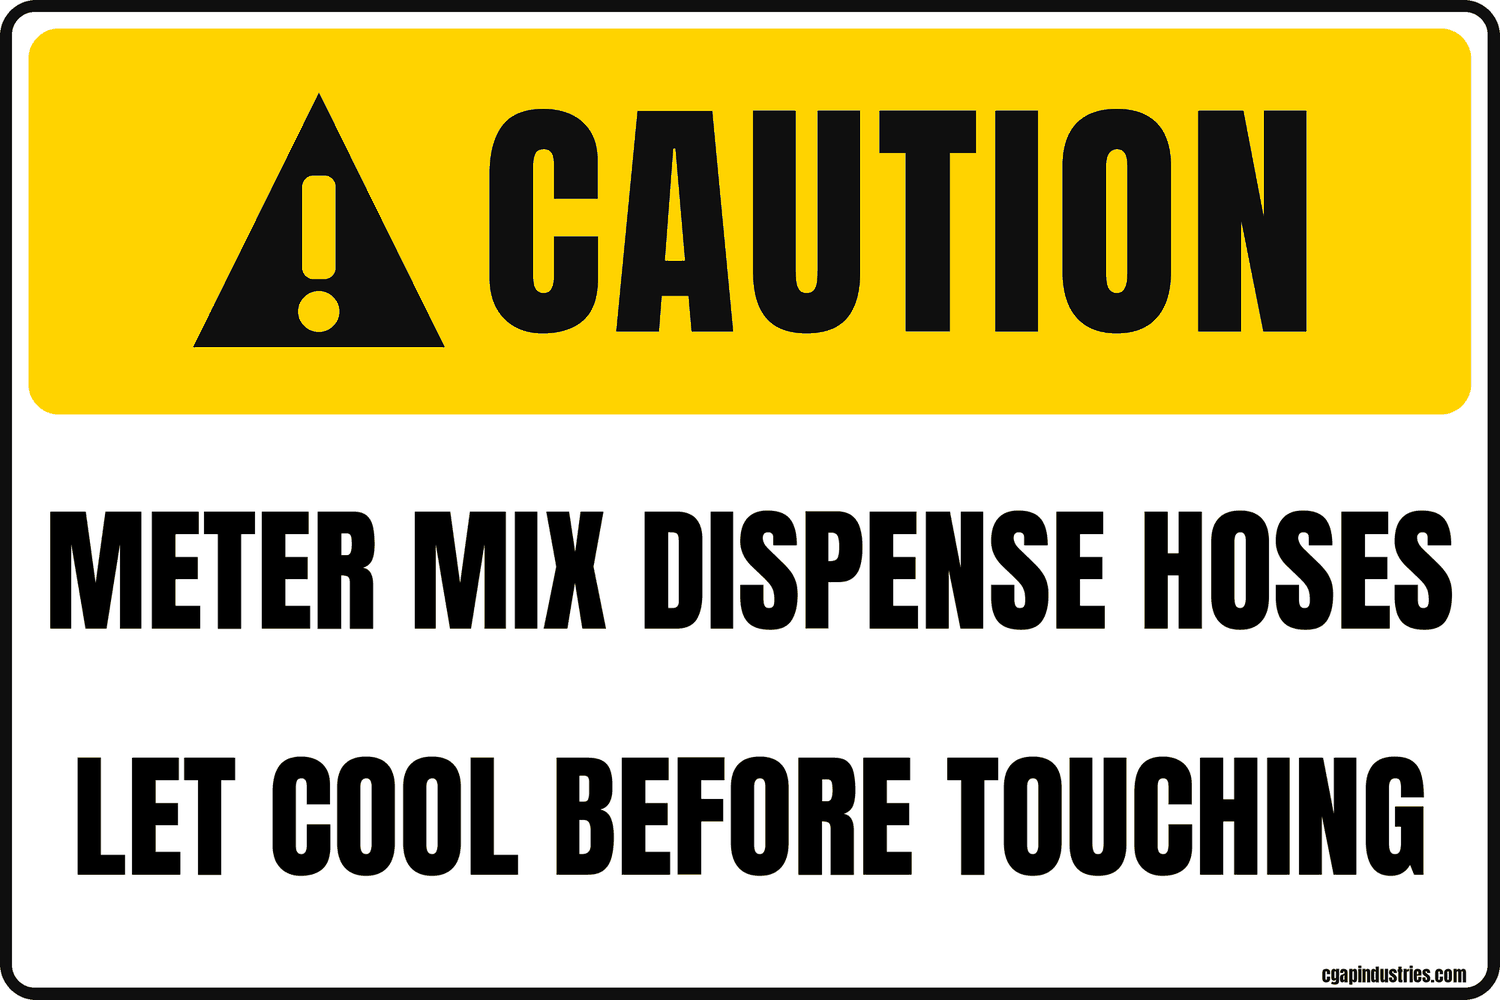 CAUTION
METER MIX DISPENSE HOSES
LET COOL BEFORE TOUCHING
cgapindustries.com